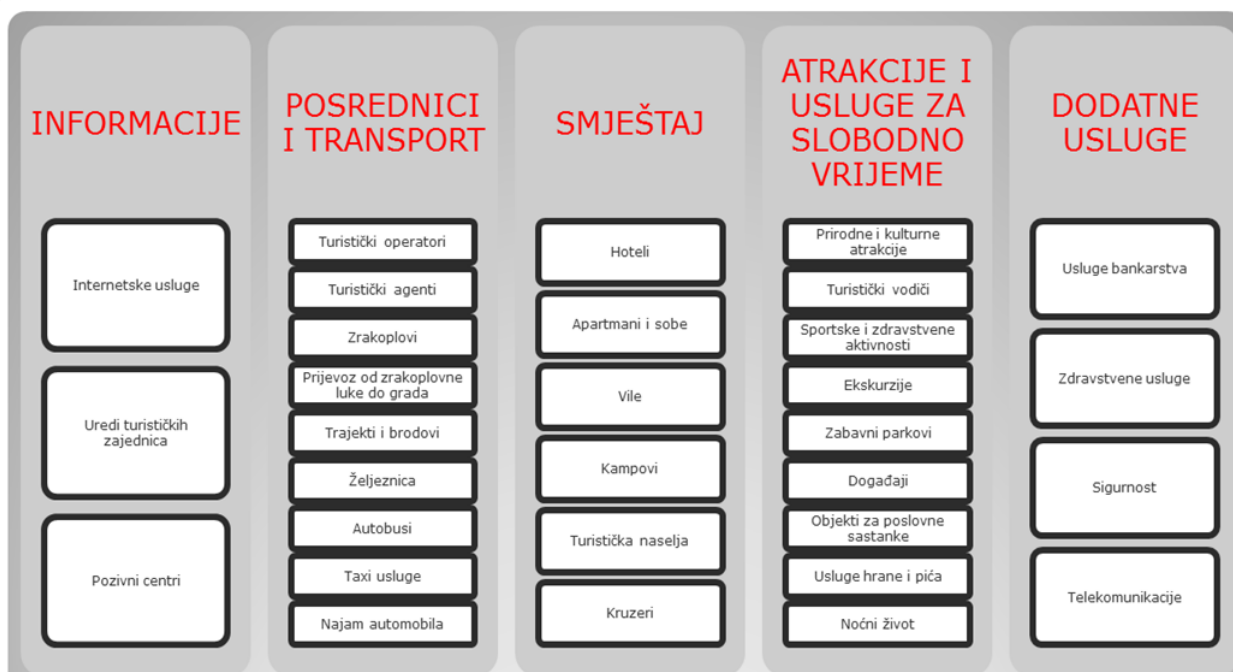 INFORMACIJE
Internetske usluge
Uredi turističkih
zajednica
Pozivni centri
POSREDNICI
I TRANSPORT
Turistički operatori
Turistički agenti
Zrakoplovi
Prijevoz od zrakoplovne
luke do grada
Trajekti i brodovi
Željeznica
Autobusi
Taxi usluge
Najam automobila
SMJEŠTAJ
Hoteli
Apartmani i sobe
Vile
Kampovi
Turistička naselja
Kruzeri
ATRAKCIJE I
USLUGE ZA
SLOBODNO
VRIJEME
Prirodne i kulturne
atrakcije
Turistički vodiči
Sportske i zdravstvene
aktivnosti
Ekskurzije
Zabavni parkovi
Događaji
Objekti za poslovne
sastanke
Usluge hrane i pića
Noćni život
DODATNE
USLUGE
Usluge bankarstva
Zdravstvene usluge
Sigurnost
Telekomunikacije